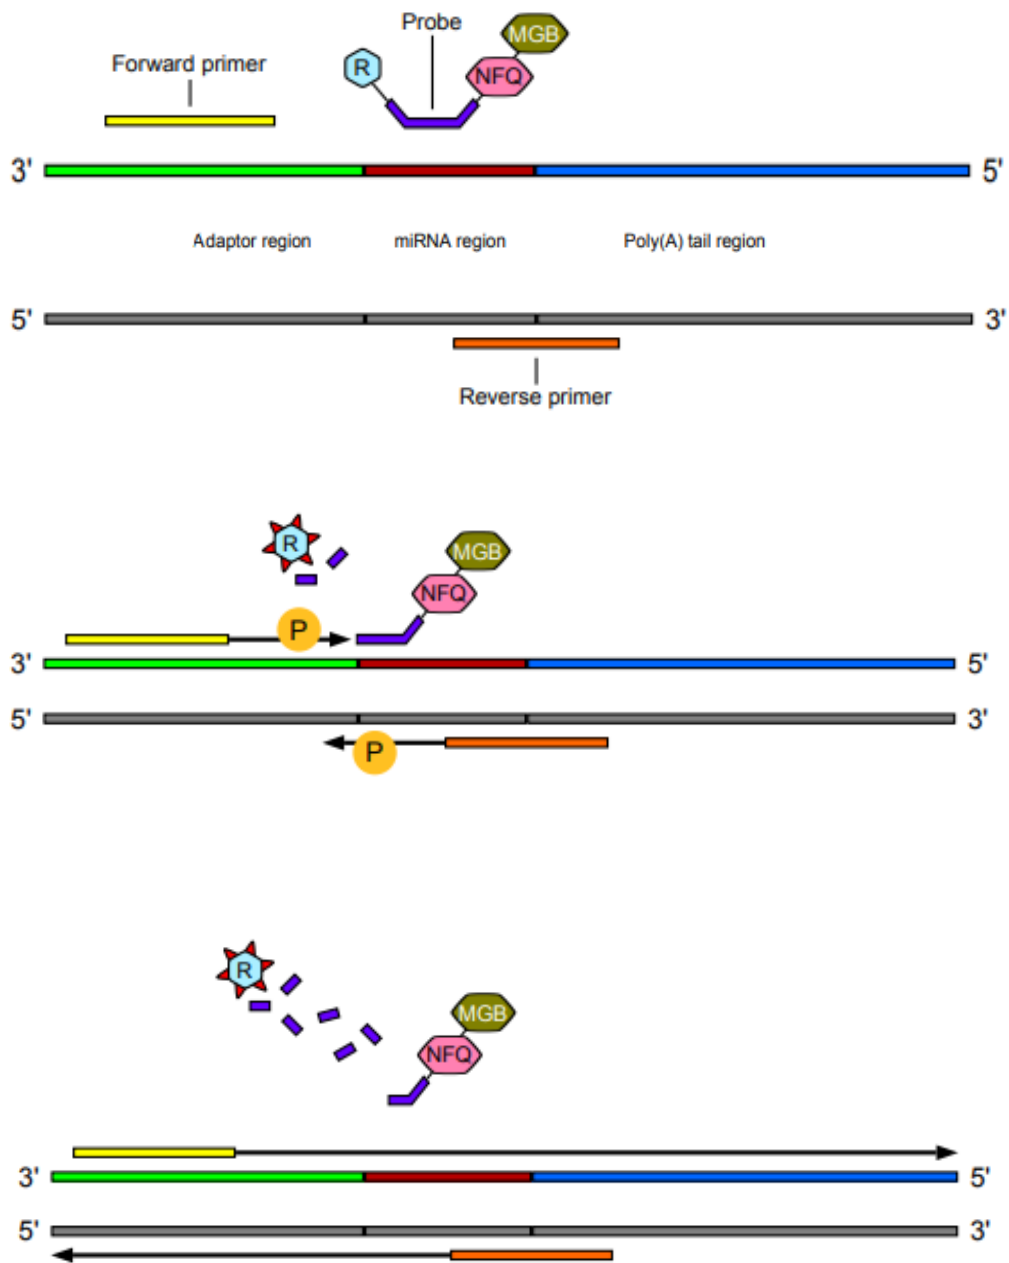 Probe
MGB
Forward primer
R
NFQ
3' 5'
Adaptor region miRNA region Poly(A) tail region
5' 3'
Reverse primer
R
MGB
NFQ
P
3' 5'
5' 3'
P
R
MGB
NFQ
3' 5'
5' 3'